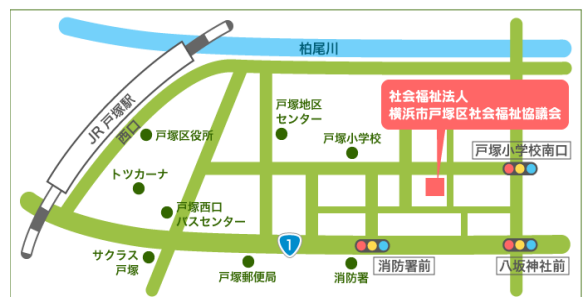 柏尾川
JR戸塚駅
西口
戸塚区役所
戸塚地区
センター
戸塚小学校
社会福祉法人
横浜市戸塚区社会福祉協議会
戸塚小学校南口
トツカーナ
戸塚西口
バスセンター
サクラス
戸塚
戸塚郵便局
1
消防署
消防署前
八坂神社前